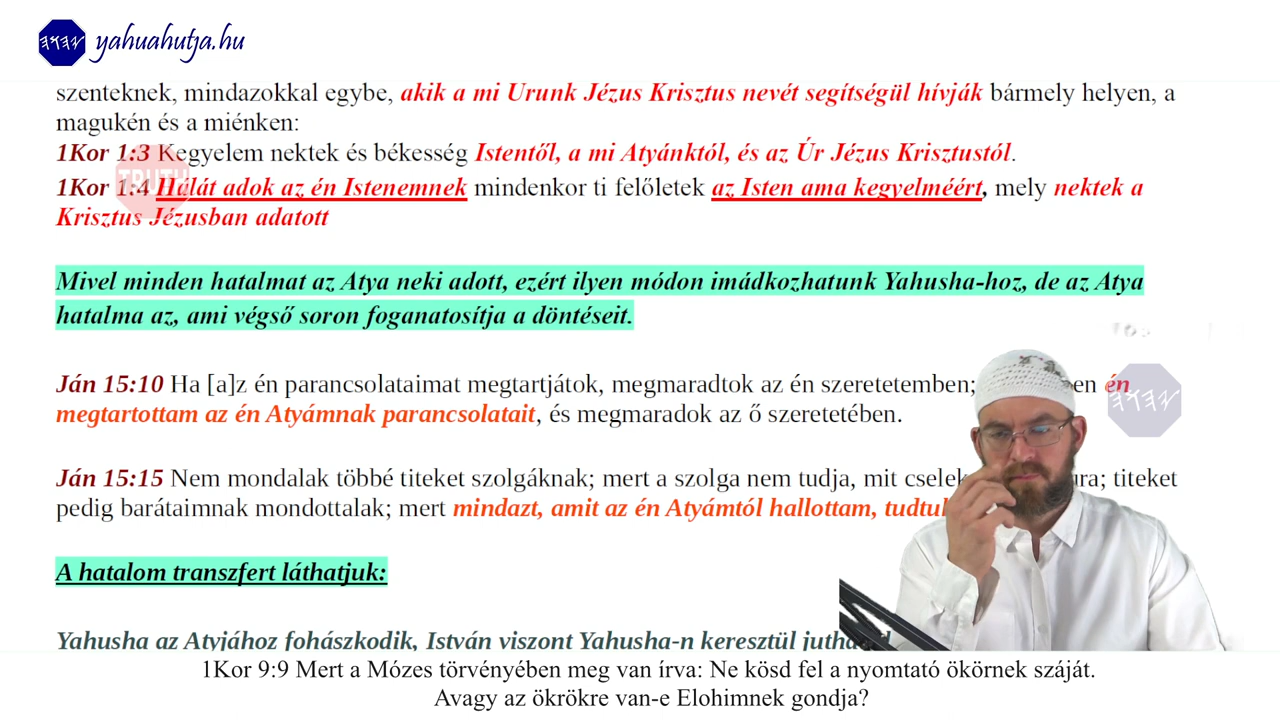 yahuahutja.hu
szenteknek, mindazokkal egybe, akik a mi Urunk Jézus Krisztus nevét segítségül hívják bármely helyen, a
magukén és a miénken:
1Kor 1:3 Kegyelem nektek és békesség Istentől, a mi Atyánktól, és az Úr Jézus Krisztustól.
1Kor 1:4 Hálát adok az én Istenemnek mindenkor ti felőletek az Isten ama kegyelméért, mely nektek a
Krisztus Jézusban adatott
TRUTH
Mivel minden hatalmat az Atya neki adott, ezért ilyen módon imádkozhatunk Yahusha-hoz, de az Atya
hatalma az, ami végső soron foganatosítja a döntéseit.
Ján 15:10 Ha [a]z én parancsolataimat megtartjátok, megmaradtok az én szeretetemben; én
megtartottam az én Atyámnak parancsolatait, és megmaradok az ő szeretetében.
Ján 15:15 Nem mondalak többé titeket szolgáknak; mert a szolga nem tudja, mit titeket
pedig barátaimnak mondottalak; mert mindazt, amit az én Atyámtól hallottam,
A hatalom transzfert láthatjuk:
Yahusha az Atyjához fohászkodik, István viszont Yahusha-n keresztül
1Kor 9:9 Mert a Mózes törvényében meg van írva: Ne kösd fel a nyomtató ökörnek száját.
Avagy az ökrökre van-e Elohimnek gondja?